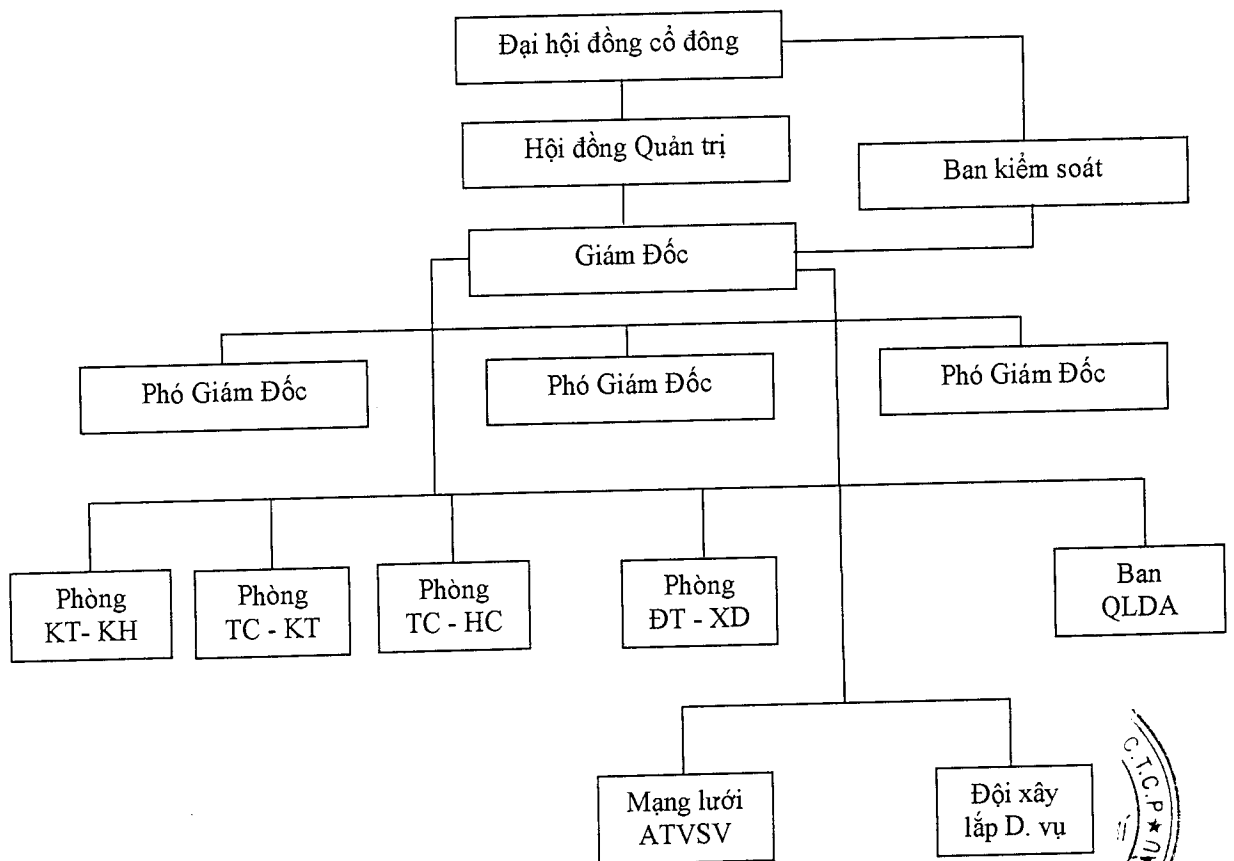 Đại hội đồng cổ đông
Hội đồng Quản trị
Ban kiểm soát
Giám Đốc
Phó Giám Đốc
Phó Giám Đốc
Phó Giám Đốc
Phòng
KT- KH
Phòng
TC - KT
Phòng
TC - HC
Phòng
ĐT - XD
Ban
QLDA
Mạng lưới
ATVSV
Đội xây
lắp D. vụ
C.T.C.P